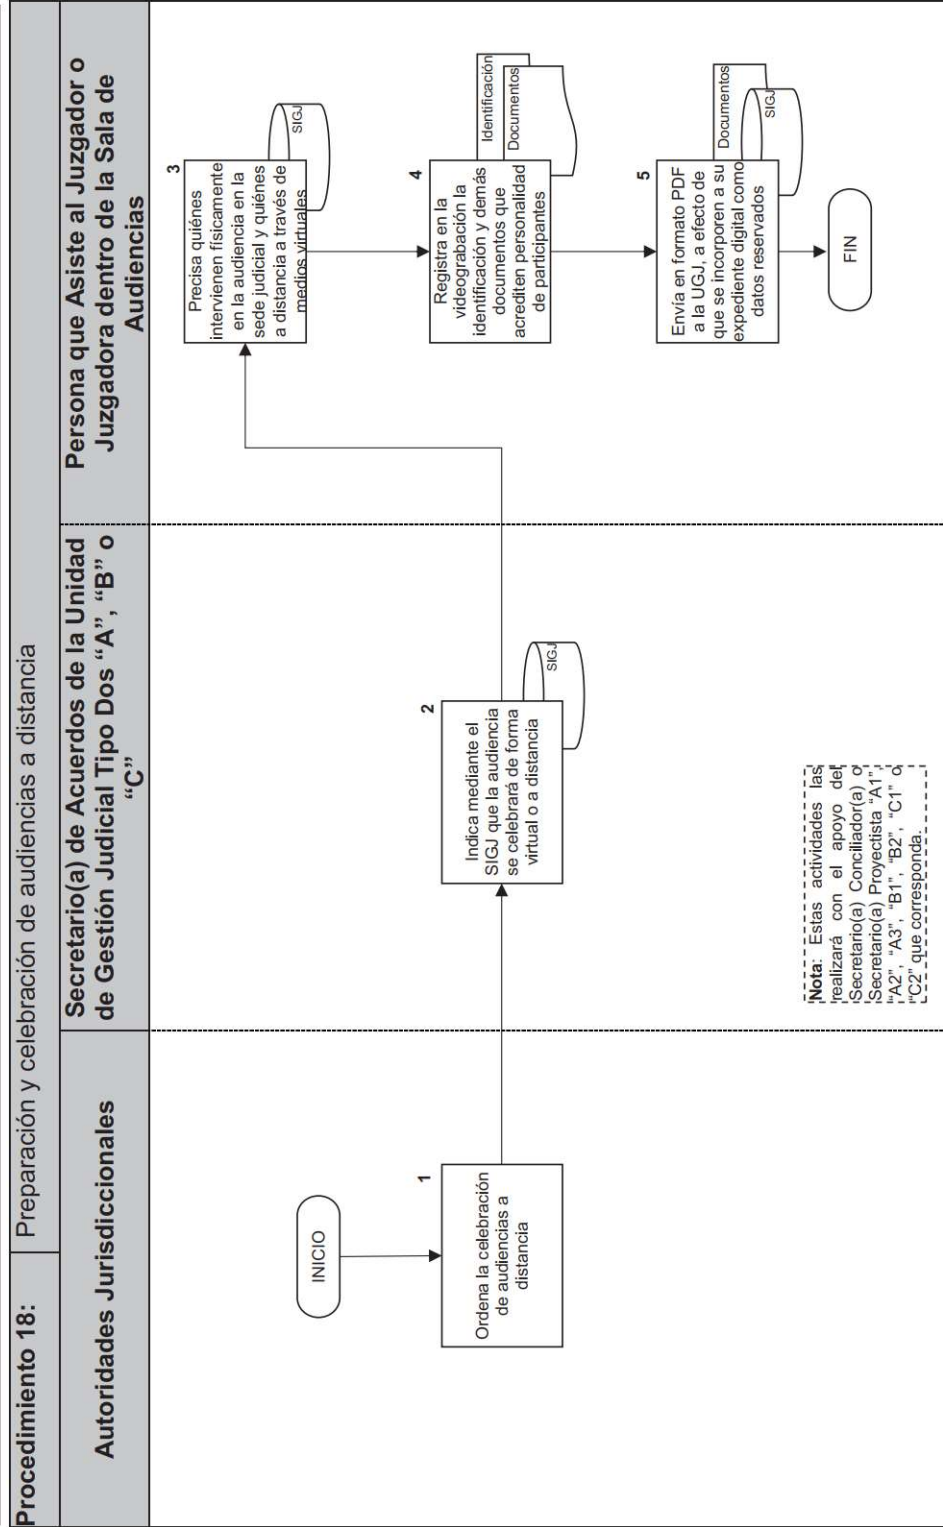 Procedimiento 18:
Preparación y celebración de audiencias a distancia
Autoridades Jurisdiccionales
Secretario(a) de Acuerdos de la Unidad
de Gestión Judicial Tipo Dos “A”, “B” o
“C”
Persona que Asiste al Juzgador o
Juzgadora dentro de la Sala de
Audiencias
INICIO
1
Ordena la celebración
de audiencias a
distancia
2
Indica mediante el
SIGJ que la audiencia
se celebrará de forma
virtual o a distancia
SIGJ
3
Precisa quiénes
intervienen físicamente
en la audiencia en la
sede judicial y quiénes
a distancia a través de
medios virtuales
SIGJ
4
Registra en la
videograbación la
identificación y demás
documentos que
acrediten personalidad
de participantes
Identificación
Documentos
5
Envía en formato PDF
a la UGJ, a efecto de
que se incorporen a su
expediente digital como
datos reservados
Documentos
SIGJ
FIN
Nota: Estas actividades las
realizará con el apoyo del
Secretario(a) Conciliador(a) o
Secretario(a) Proyectista “A1”,
“A2”, “A3”, “B1”, “B2”, “C1” o
“C2” que corresponda.